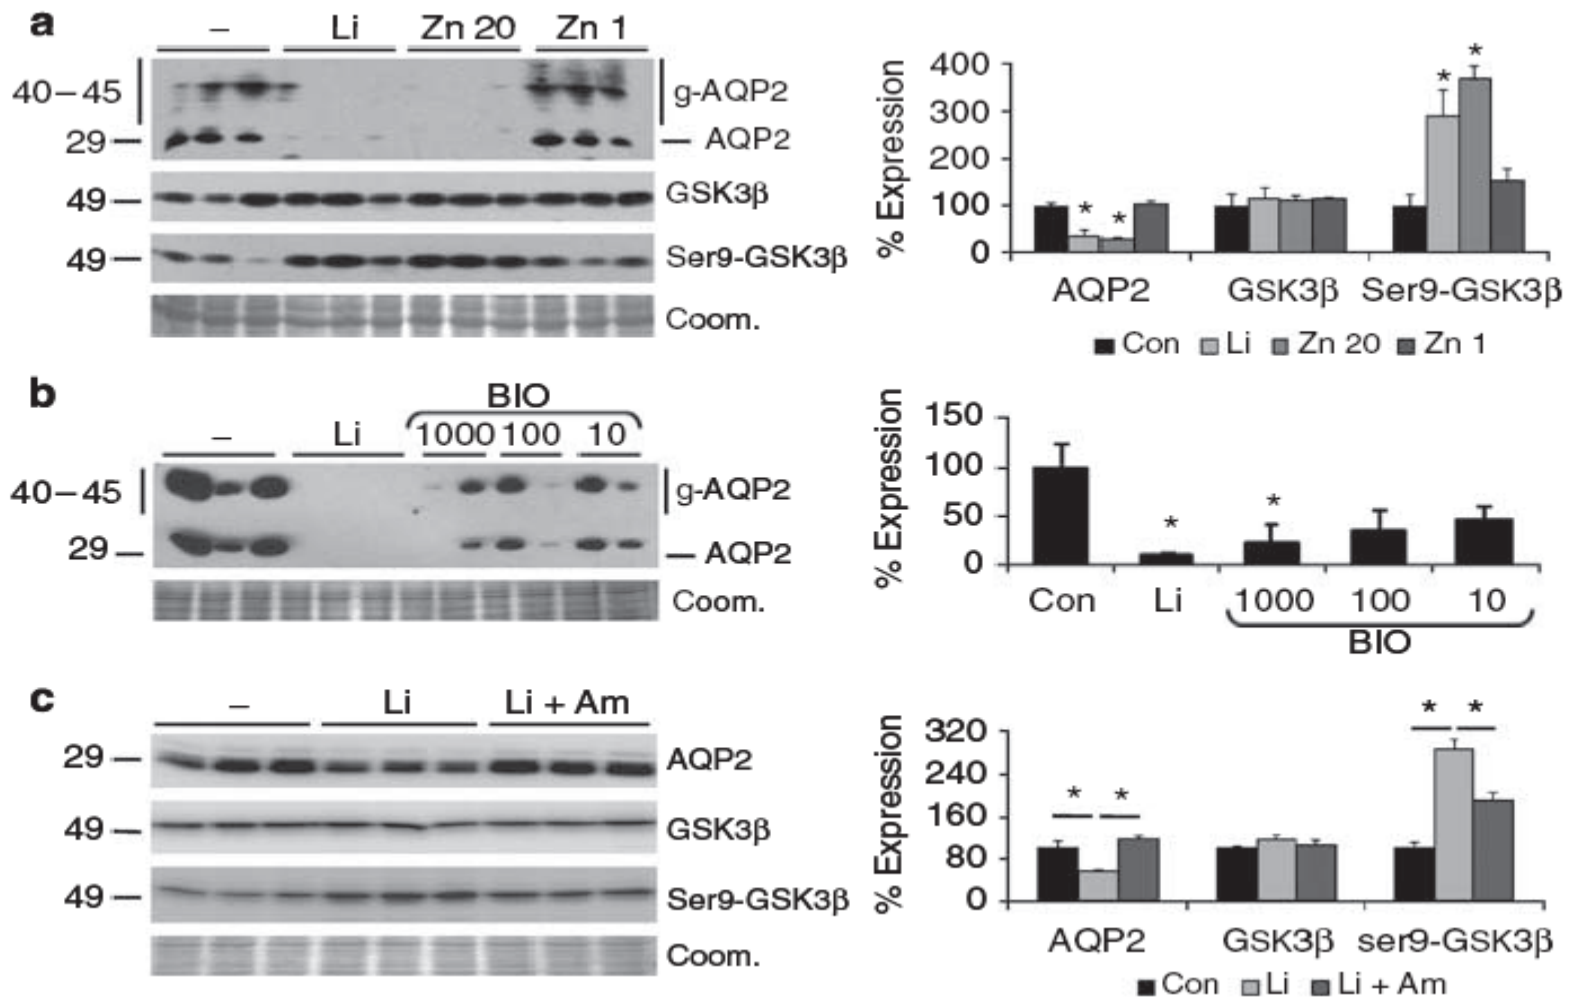 a
– Li Zn 20 Zn 1
40–45 g-AQP2
29 AQP2
49 GSK3β
49 Ser9-GSK3β
Coom.
% Expression
400
300
200
100
0
* * * *
AQP2 GSK3β Ser9-GSK3β
Con Li Zn 20 Zn 1
b
BIO
– Li 1000 100 10
40–45 g-AQP2
29 AQP2
Coom.
% Expression
150
100
50
0
* *
Con Li 1000 100 10
BIO
c
– Li Li + Am
29 AQP2
49 GSK3β
49 Ser9-GSK3β
Coom.
% Expression
320
240
160
80
0
* * * *
AQP2 GSK3β ser9-GSK3β
Con Li Li + Am